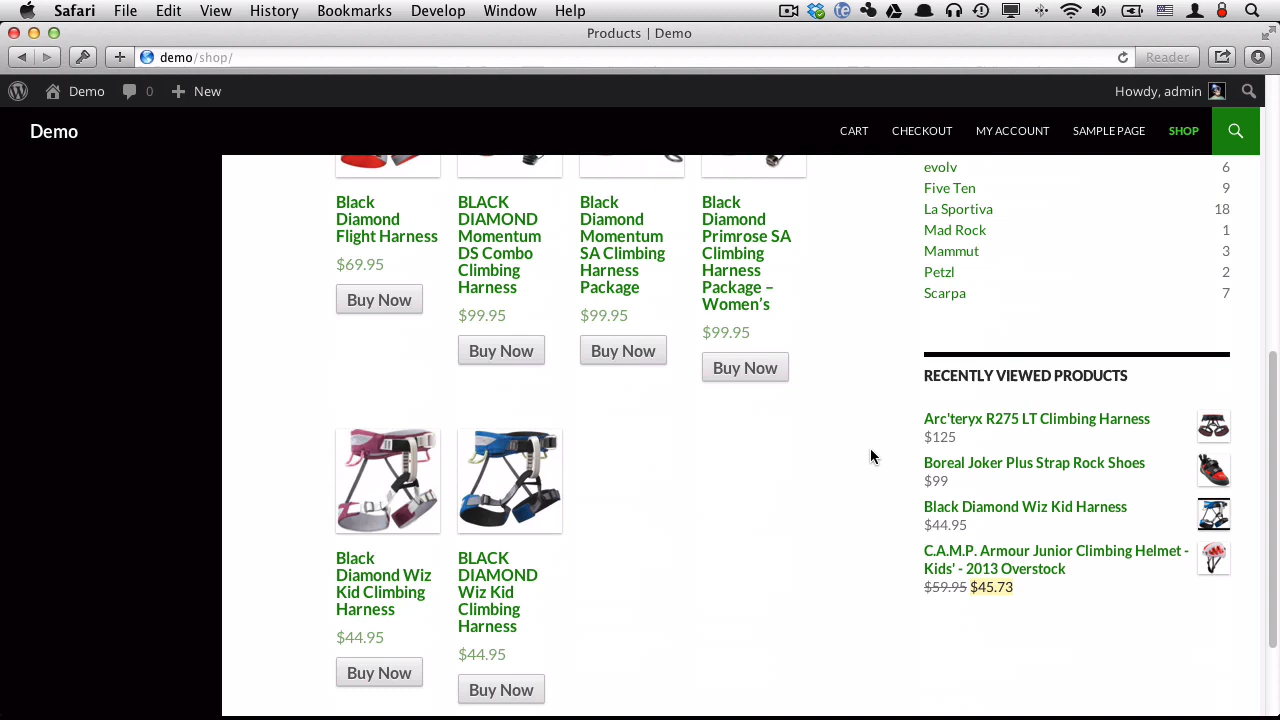 Safari File Edit View History Bookmarks Develop Window Help
Products | Demo
demo/shop/
Reader
Demo 0 New Howdy, admin
Demo
CART CHECKOUT MY ACCOUNT SAMPLE PAGE SHOP
Black
Diamond
Flight Harness
$69.95
Buy Now
BLACK
DIAMOND
Momentum
DS Combo
Climbing
Harness
$99.95
Buy Now
Black
Diamond
Momentum
SA Climbing
Harness
Package
$99.95
Buy Now
Black
Diamond
Primrose SA
Climbing
Harness
Package –
Women’s
$99.95
Buy Now
Black
Diamond Wiz
Kid Climbing
Harness
$44.95
Buy Now
BLACK
DIAMOND
Wiz Kid
Climbing
Harness
$44.95
Buy Now
evolv 6
Five Ten 9
La Sportiva 18
Mad Rock 1
Mammut 3
Petzl 2
Scarpa 7
RECENTLY VIEWED PRODUCTS
Arc'teryx R275 LT Climbing Harness
$125
Boreal Joker Plus Strap Rock Shoes
$99
Black Diamond Wiz Kid Harness
$44.95
C.A.M.P. Armour Junior Climbing Helmet -
Kids' - 2013 Overstock
$59.95 $45.73